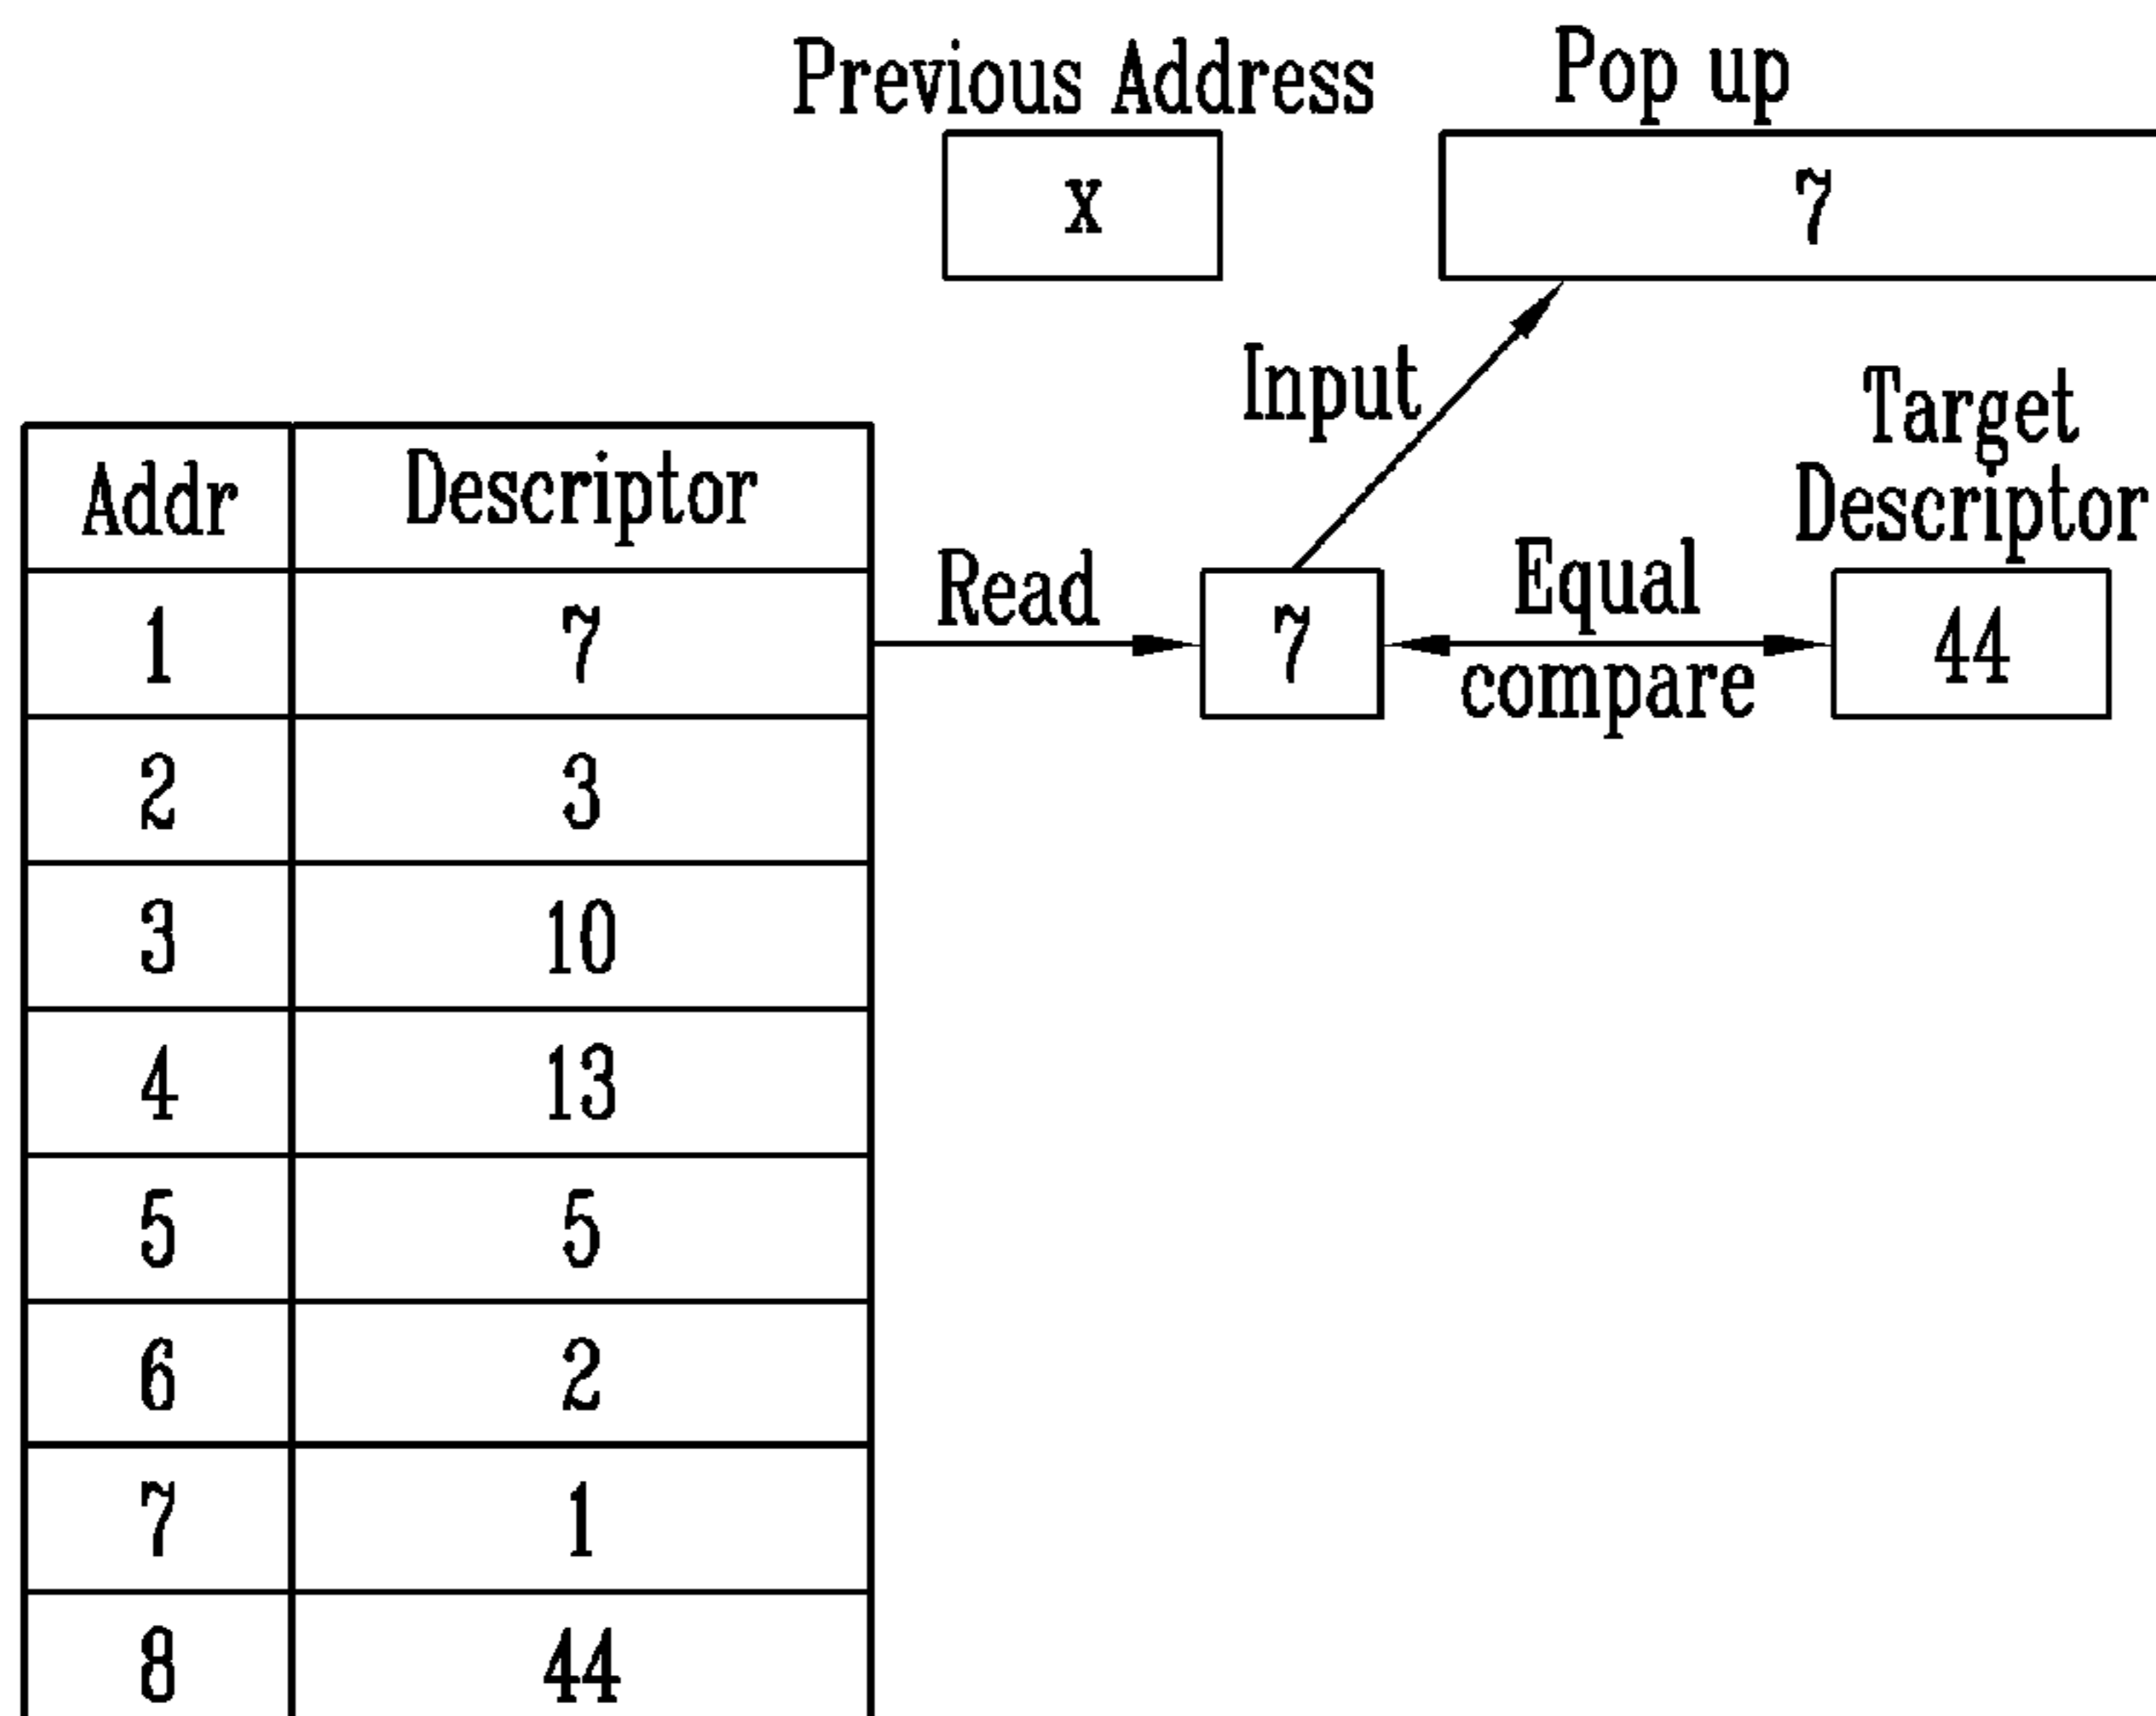 Previous Address
Pop up
x
7
Input
Target
Descriptor
Addr Descriptor
Read
Equal
compare
1 7
7
44
2 3
3 10
4 13
5 5
6 2
7 1
8 44